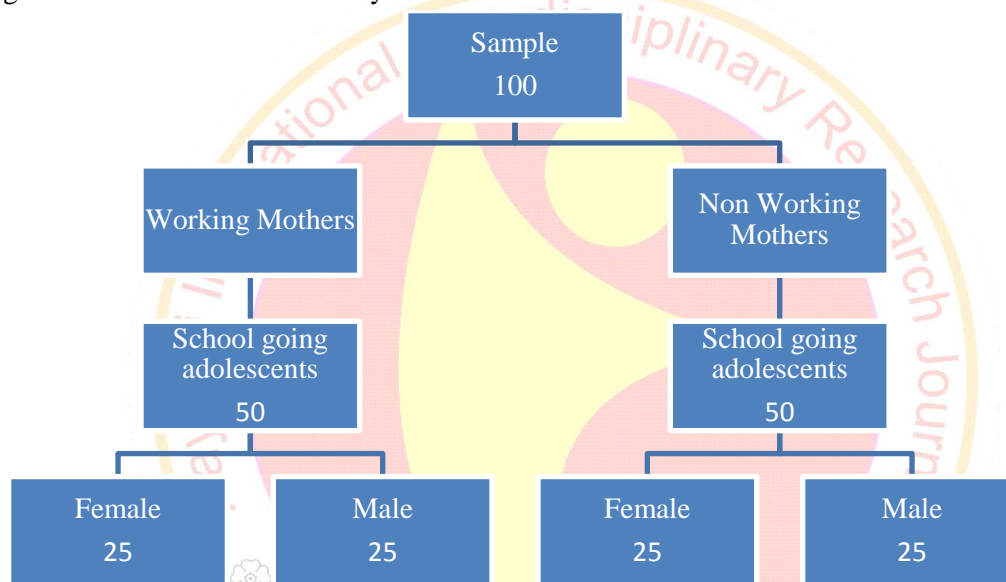 Sample
100
Working Mothers
Non Working
Mothers
School going
adolescents
50
School going
adolescents
50
Female
25
Male
25
Female
25
Male
25